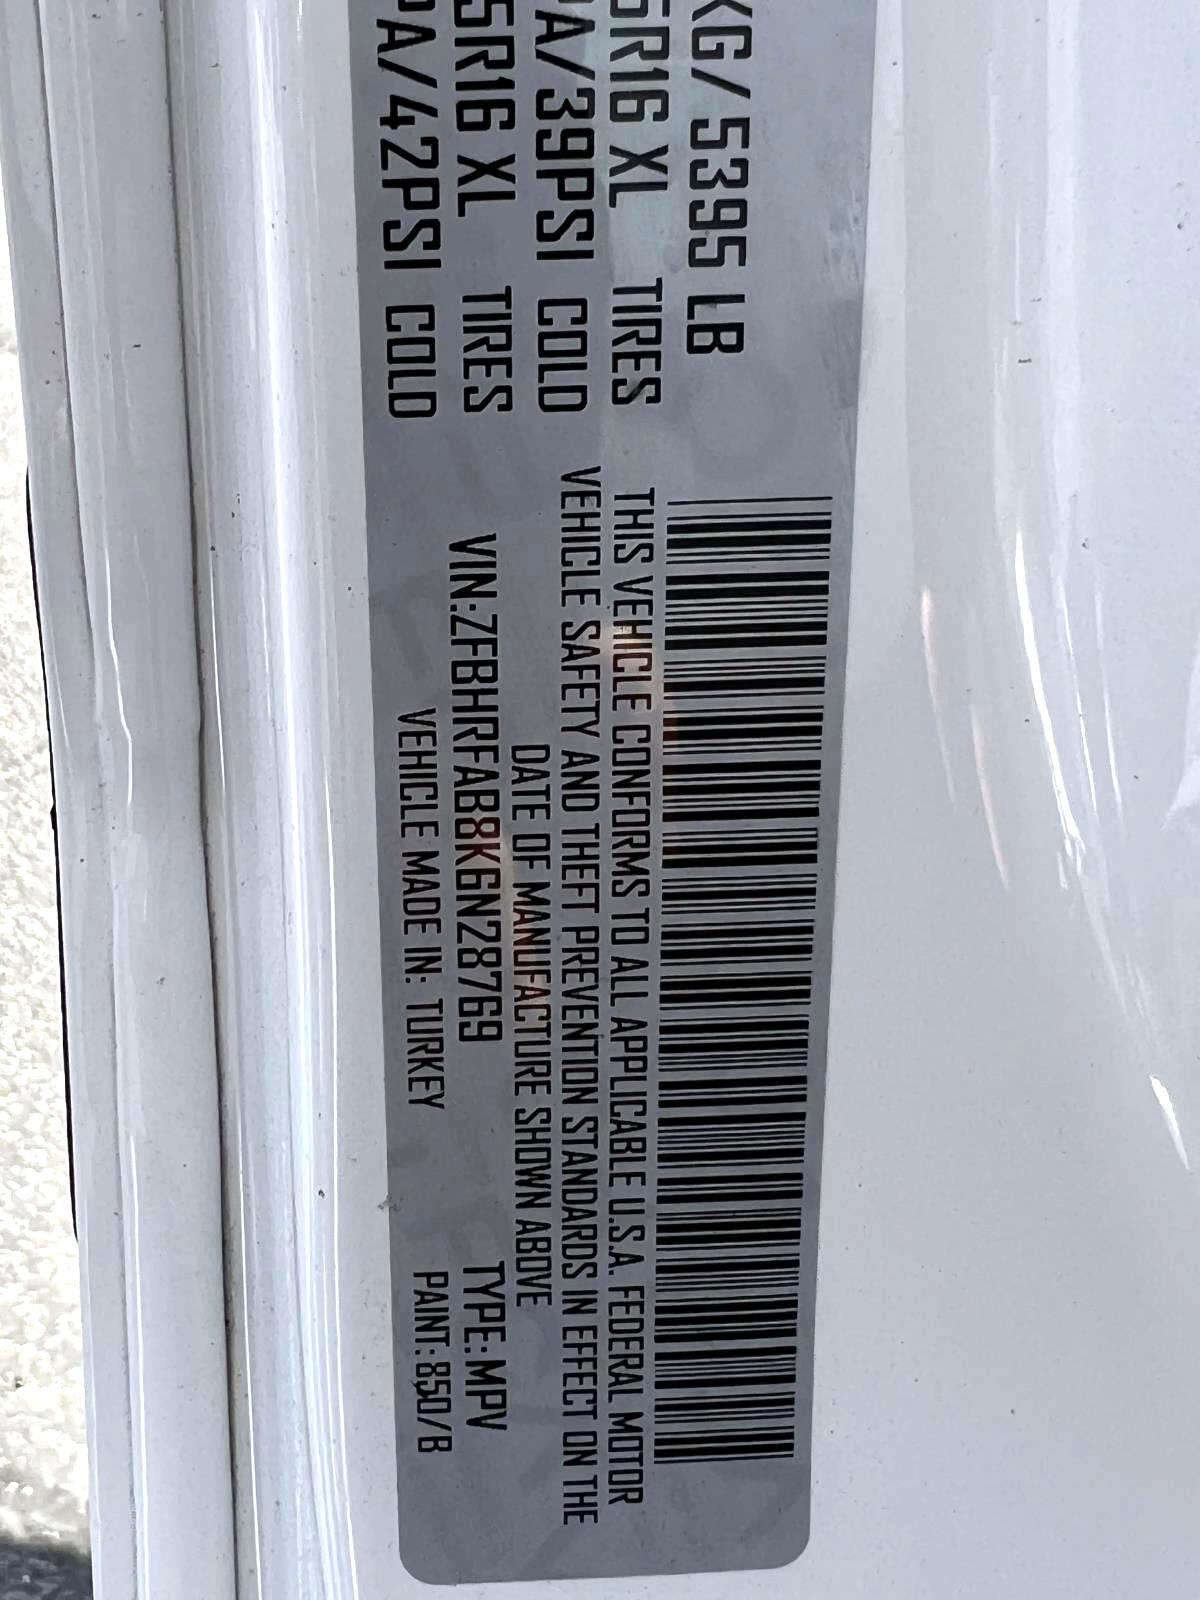 KG/ 5395 LB
5R16 XL TIRES
PA/39PSI COLD
5R16 XL TIRES
PA/42PSI COLD
THIS VEHICLE CONFORMS TO ALL APPLICABLE U.S.A. FEDERAL MOTOR
VEHICLE SAFETY AND THEFT PREVENTION STANDARDS IN EFFECT ON THE
DATE OF MANUFACTURE SHOWN ABOVE
VIN:ZFBHRFAB8K6N28769 TYPE:MPV
VEHICLE MADE IN: TURKEY PAINT:850/B